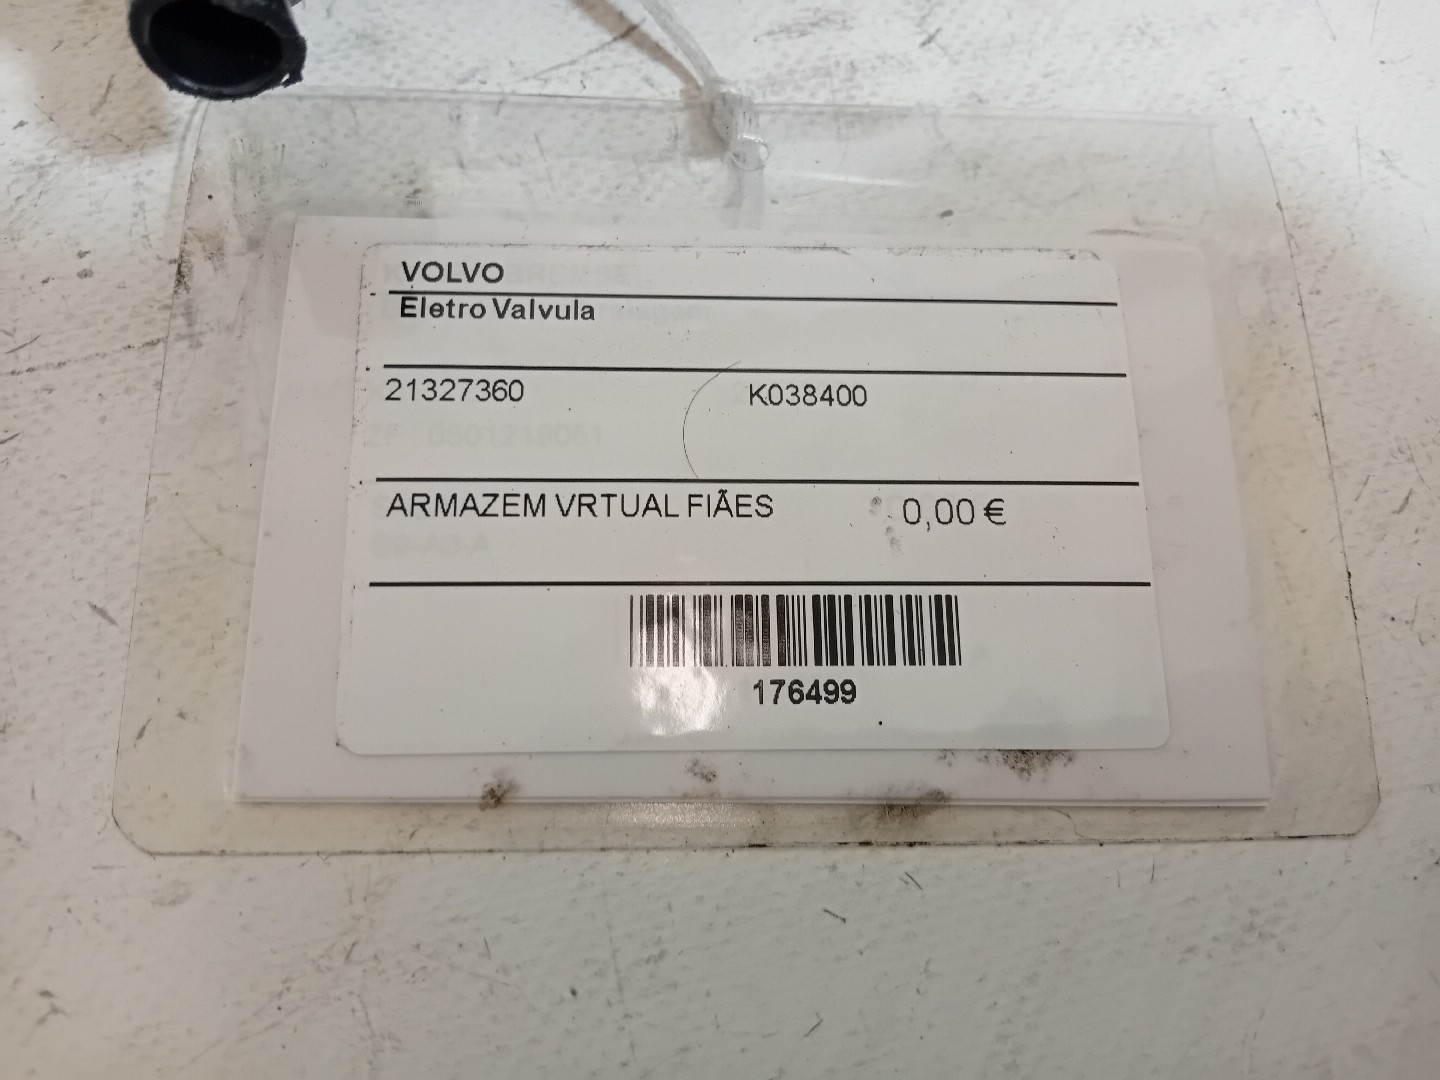 VOLVO
Eletro Valvula
21327360 K038400
ARMAZEM VRTUAL FIÃES 0,00 €
176499